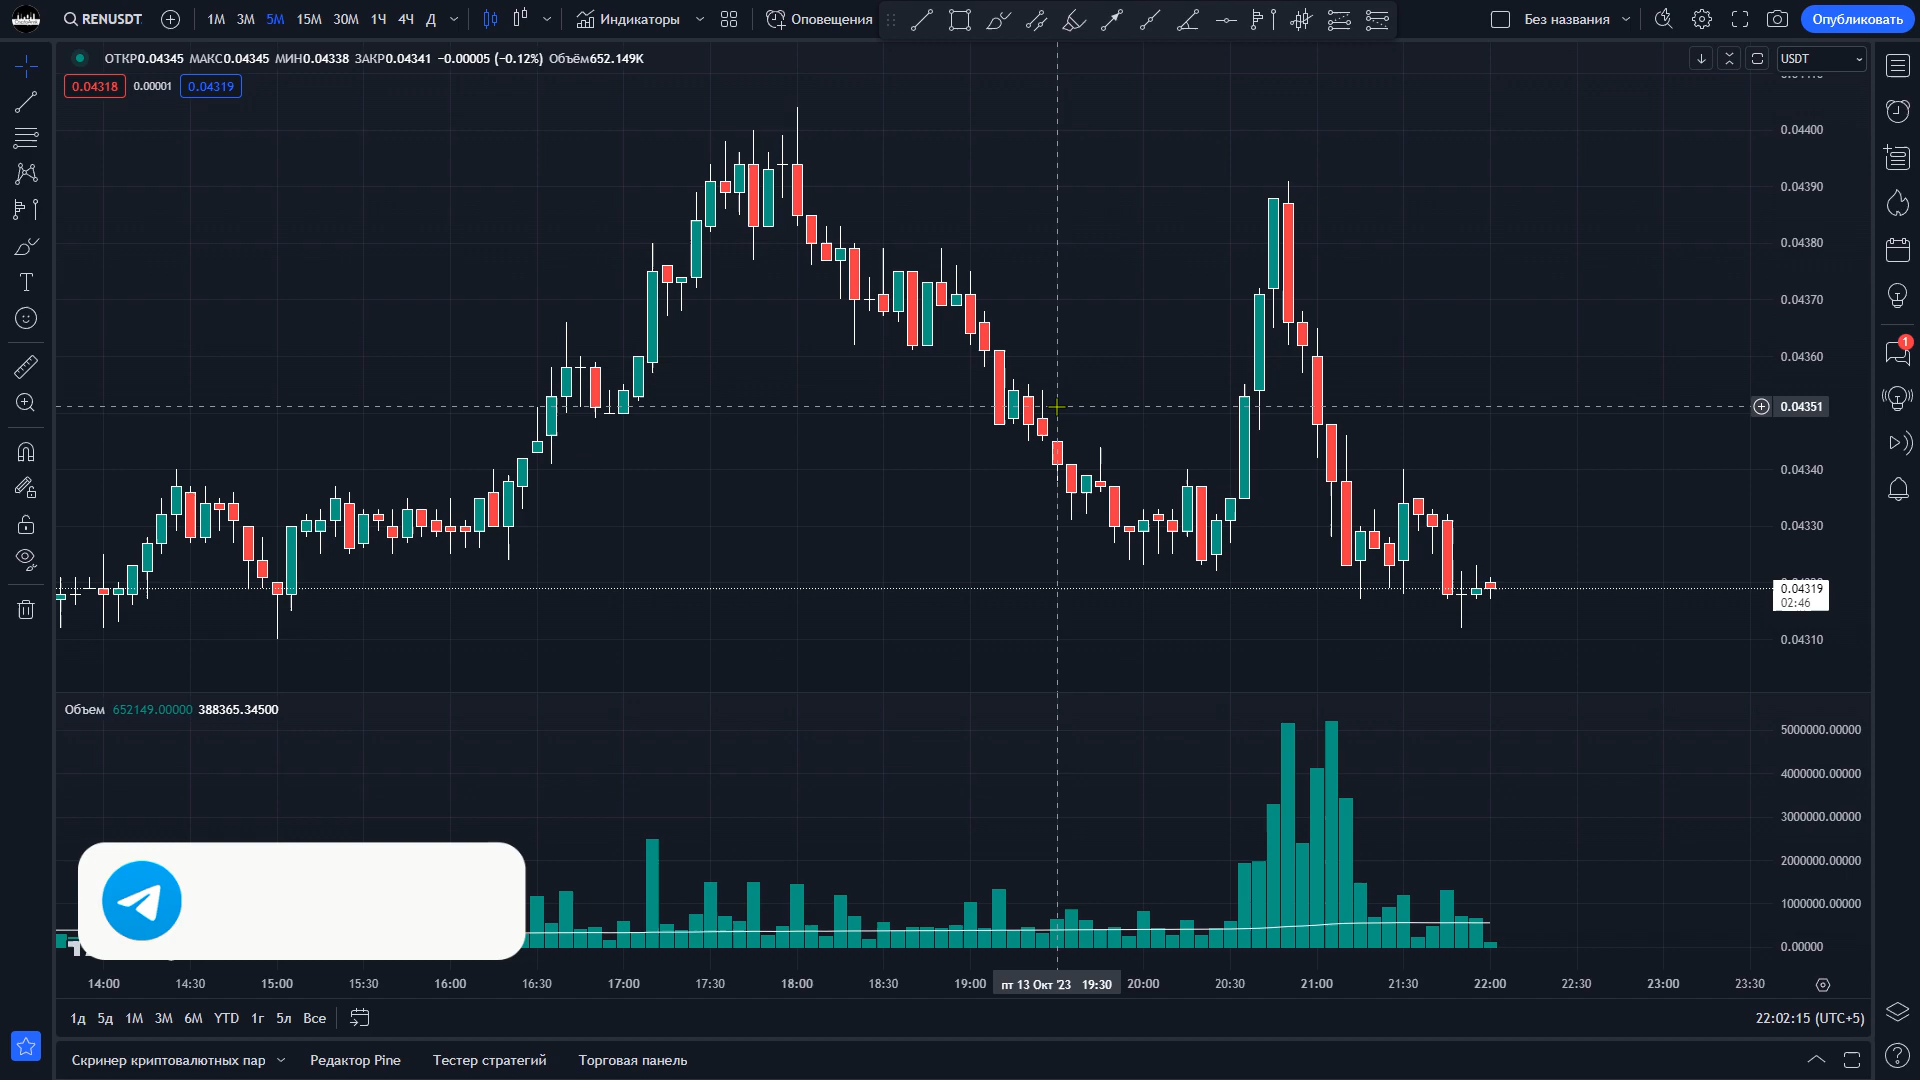 RENUSDT 1М 3М 5М 15М 30М 1Ч 4Ч Д Индикаторы Оповещения Без названия Опубликовать
ОТКР0.04345 МАКС0.04345 МИН0.04338 ЗАКР0.04341 −0.00005 (−0.12%) Объём652.149K
USDT
0.04318 0.00001 0.04319
0.04400
0.04390
0.04380
0.04370
0.04360
0.04351
0.04340
0.04330
0.04319
02:46
0.04310
1
Объем 652149.00000 388365.34500
5000000.00000
4000000.00000
3000000.00000
2000000.00000
1000000.00000
0.00000
14:00 14:30 15:00 15:30 16:00 16:30 17:00 17:30 18:00 18:30 19:00 пт 13 Окт '23 19:30 20:00 20:30 21:00 21:30 22:00 22:30 23:00 23:30
1д 5д 1М 3М 6М YTD 1г 5л Все
22:02:15 (UTC+5)
Скринер криптовалютных пар Редактор Pine Тестер стратегий Торговая панель